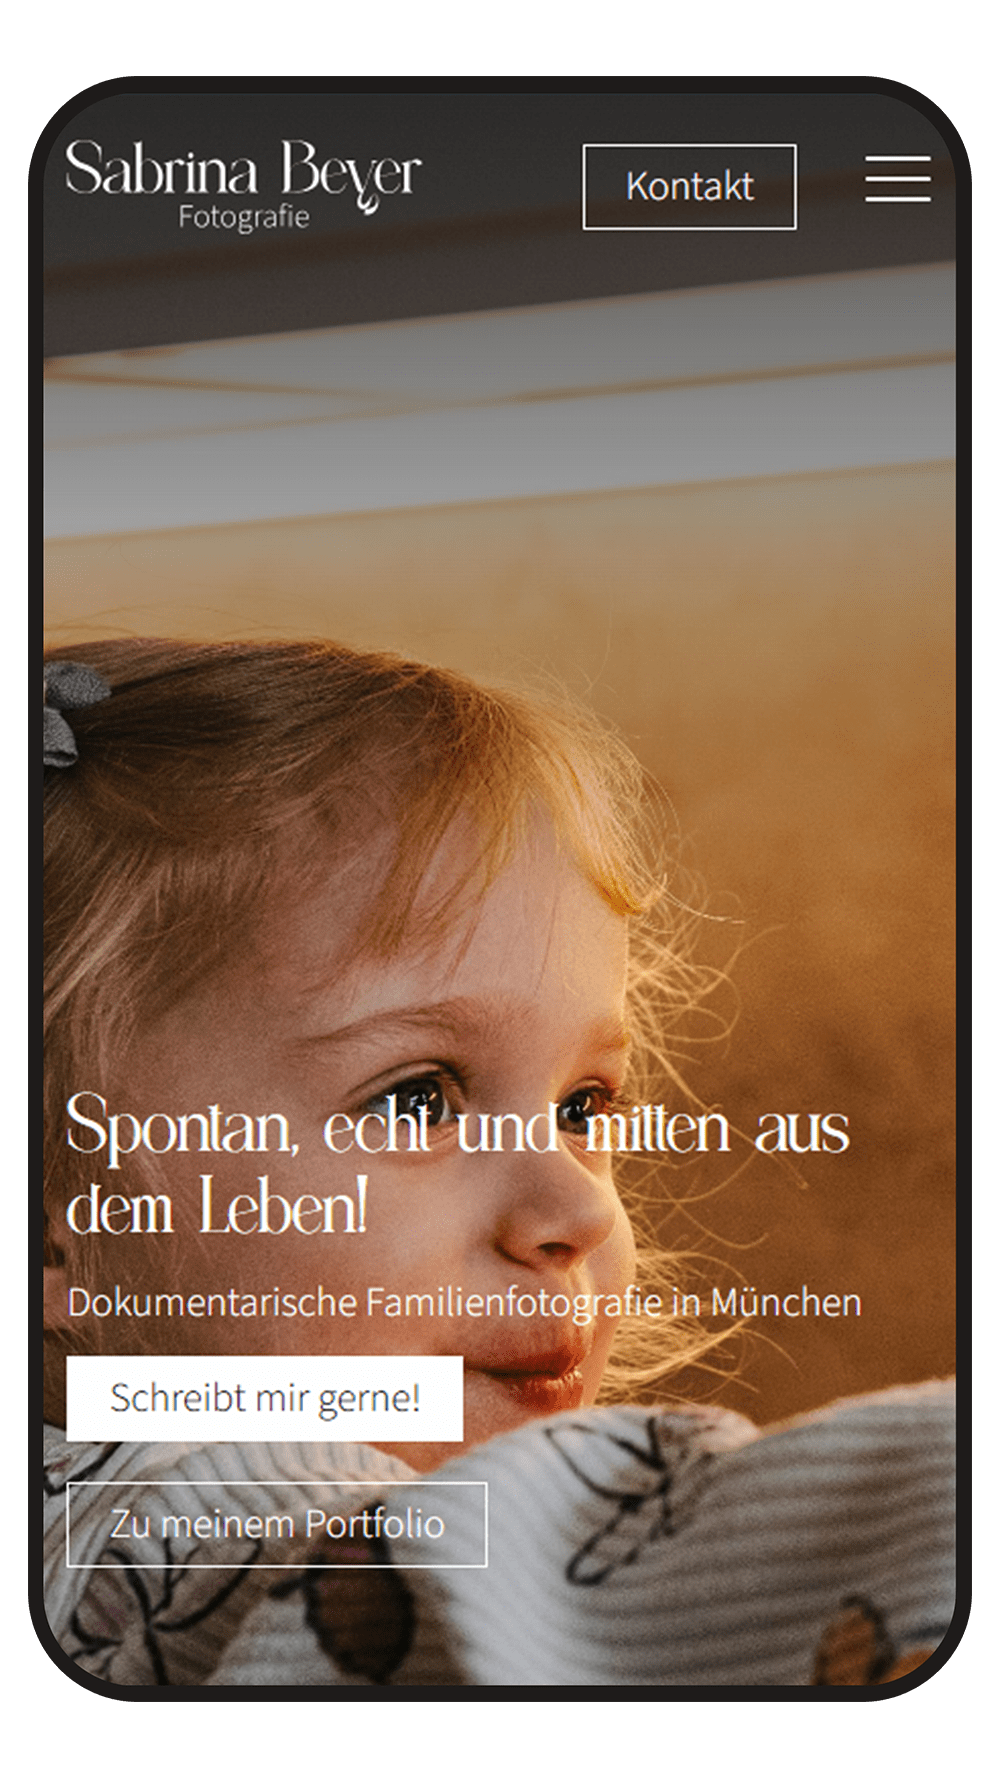 Sabrina Beyer
Fotografie
Kontakt
Spontan, echt und mitten aus
dem Leben!
Dokumentarische Familienfotografie in München
Schreibt mir gerne!
Zu meinem Portfolio